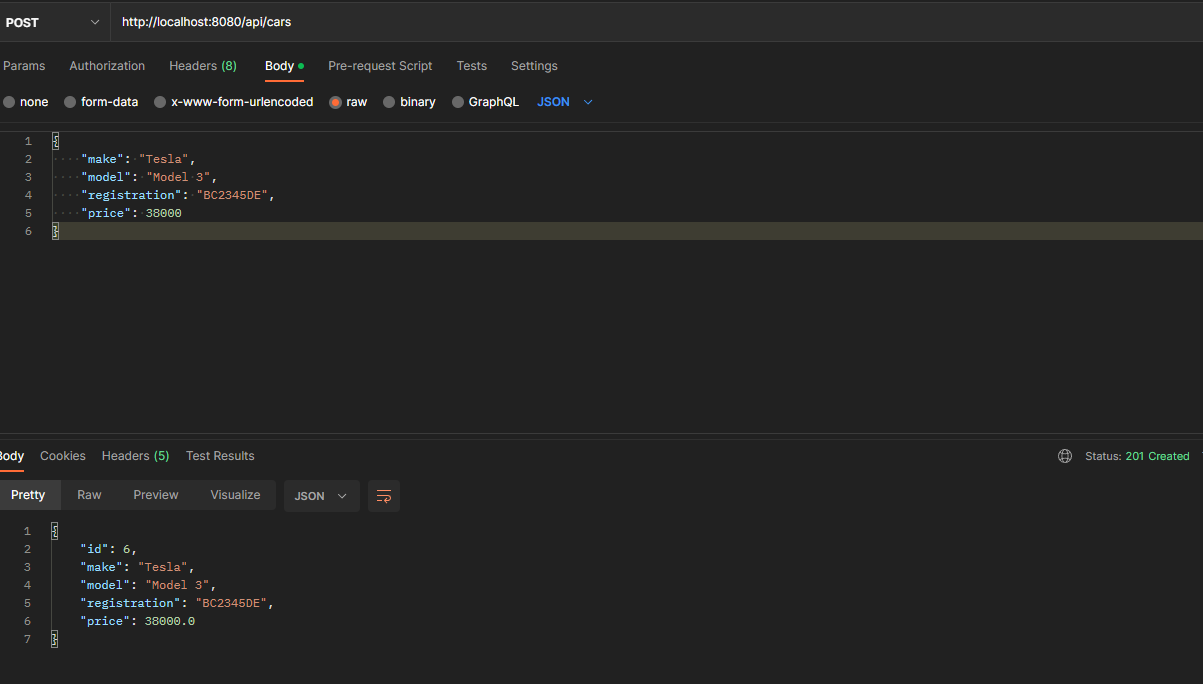 POST http://localhost:8080/api/cars
Params Authorization Headers (8) Body Pre-request Script Tests Settings
none form-data x-www-form-urlencoded raw binary GraphQL JSON
1 {
2 "make": "Tesla",
3 "model": "Model 3",
4 "registration": "BC2345DE",
5 "price": 38000
6 }
Body Cookies Headers (5) Test Results Status: 201 Created
Pretty Raw Preview Visualize JSON
1 {
2 "id": 6,
3 "make": "Tesla",
4 "model": "Model 3",
5 "registration": "BC2345DE",
6 "price": 38000.0
7 }